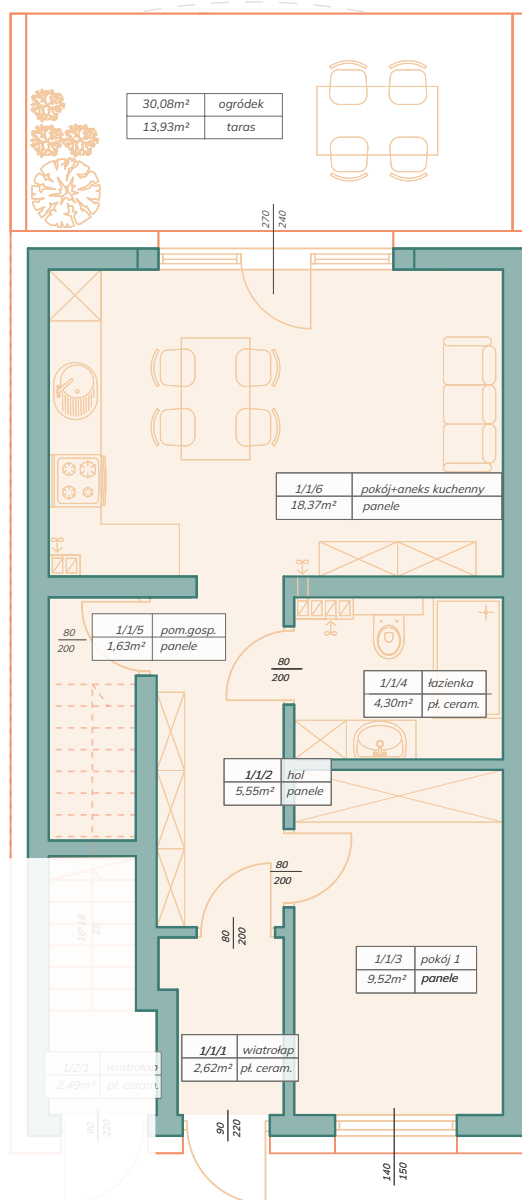 30,08m² ogródek
13,93m² taras
270
240
1/1/6 pokój+aneks kuchenny
18,37m² panele
80
200
1/1/5 pom.gosp.
1,63m² panele
80
200
1/1/4 łazienka
4,30m² pł. ceram.
1/1/2 hol
5,55m² panele
80
200
80
200
16*19
25
1/1/3 pokój 1
9,52m² panele
1/1/1 wiatrołap
2,62m² pł. ceram.
1/2/1 wiatrołap
2,49m² pł. ceram.
90
220
90
220
140
150